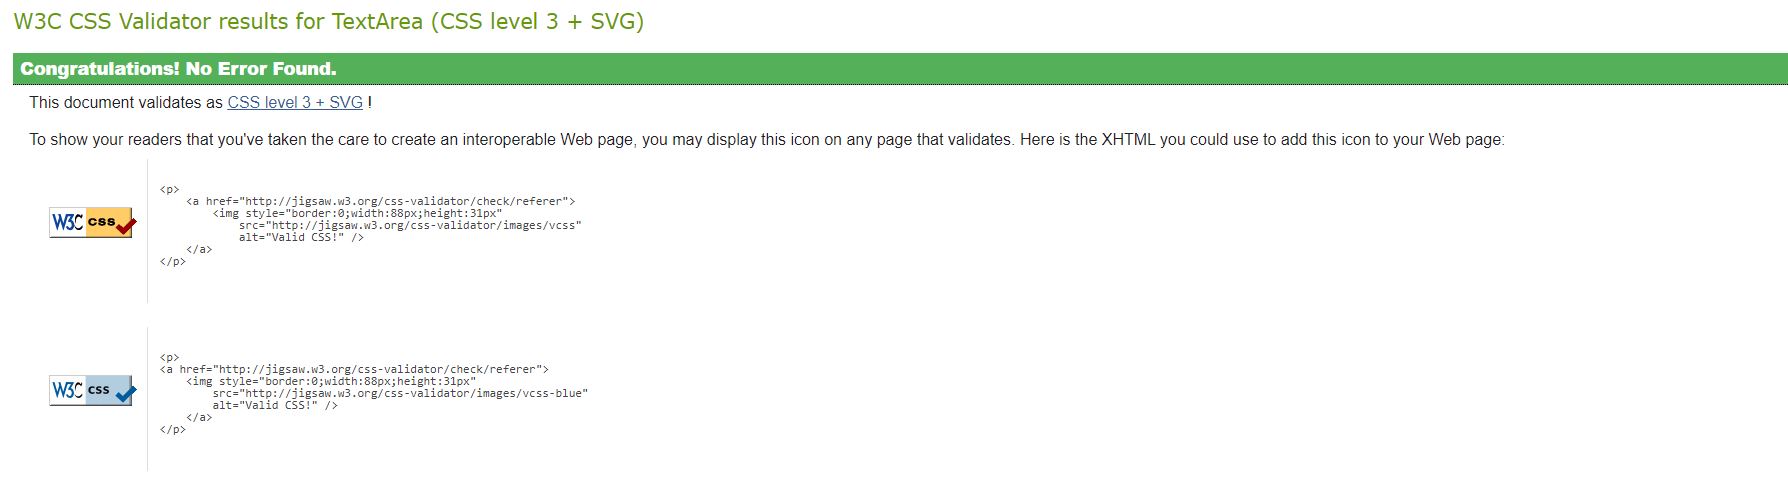 W3C CSS Validator results for TextArea (CSS level 3 + SVG)
Congratulations! No Error Found.
This document validates as CSS level 3 + SVG !
To show your readers that you've taken the care to create an interoperable Web page, you may display this icon on any page that validates. Here is the XHTML you could use to add this icon to your Web page:
W3C css
<p>
    <a href="http://jigsaw.w3.org/css-validator/check/referer">
        <img style="border:0;width:88px;height:31px"
            src="http://jigsaw.w3.org/css-validator/images/vcss"
            alt="Valid CSS!" />
    </a>
</p>
W3C css
<p>
<a href="http://jigsaw.w3.org/css-validator/check/referer">
    <img style="border:0;width:88px;height:31px"
        src="http://jigsaw.w3.org/css-validator/images/vcss-blue"
        alt="Valid CSS!" />
    </a>
</p>